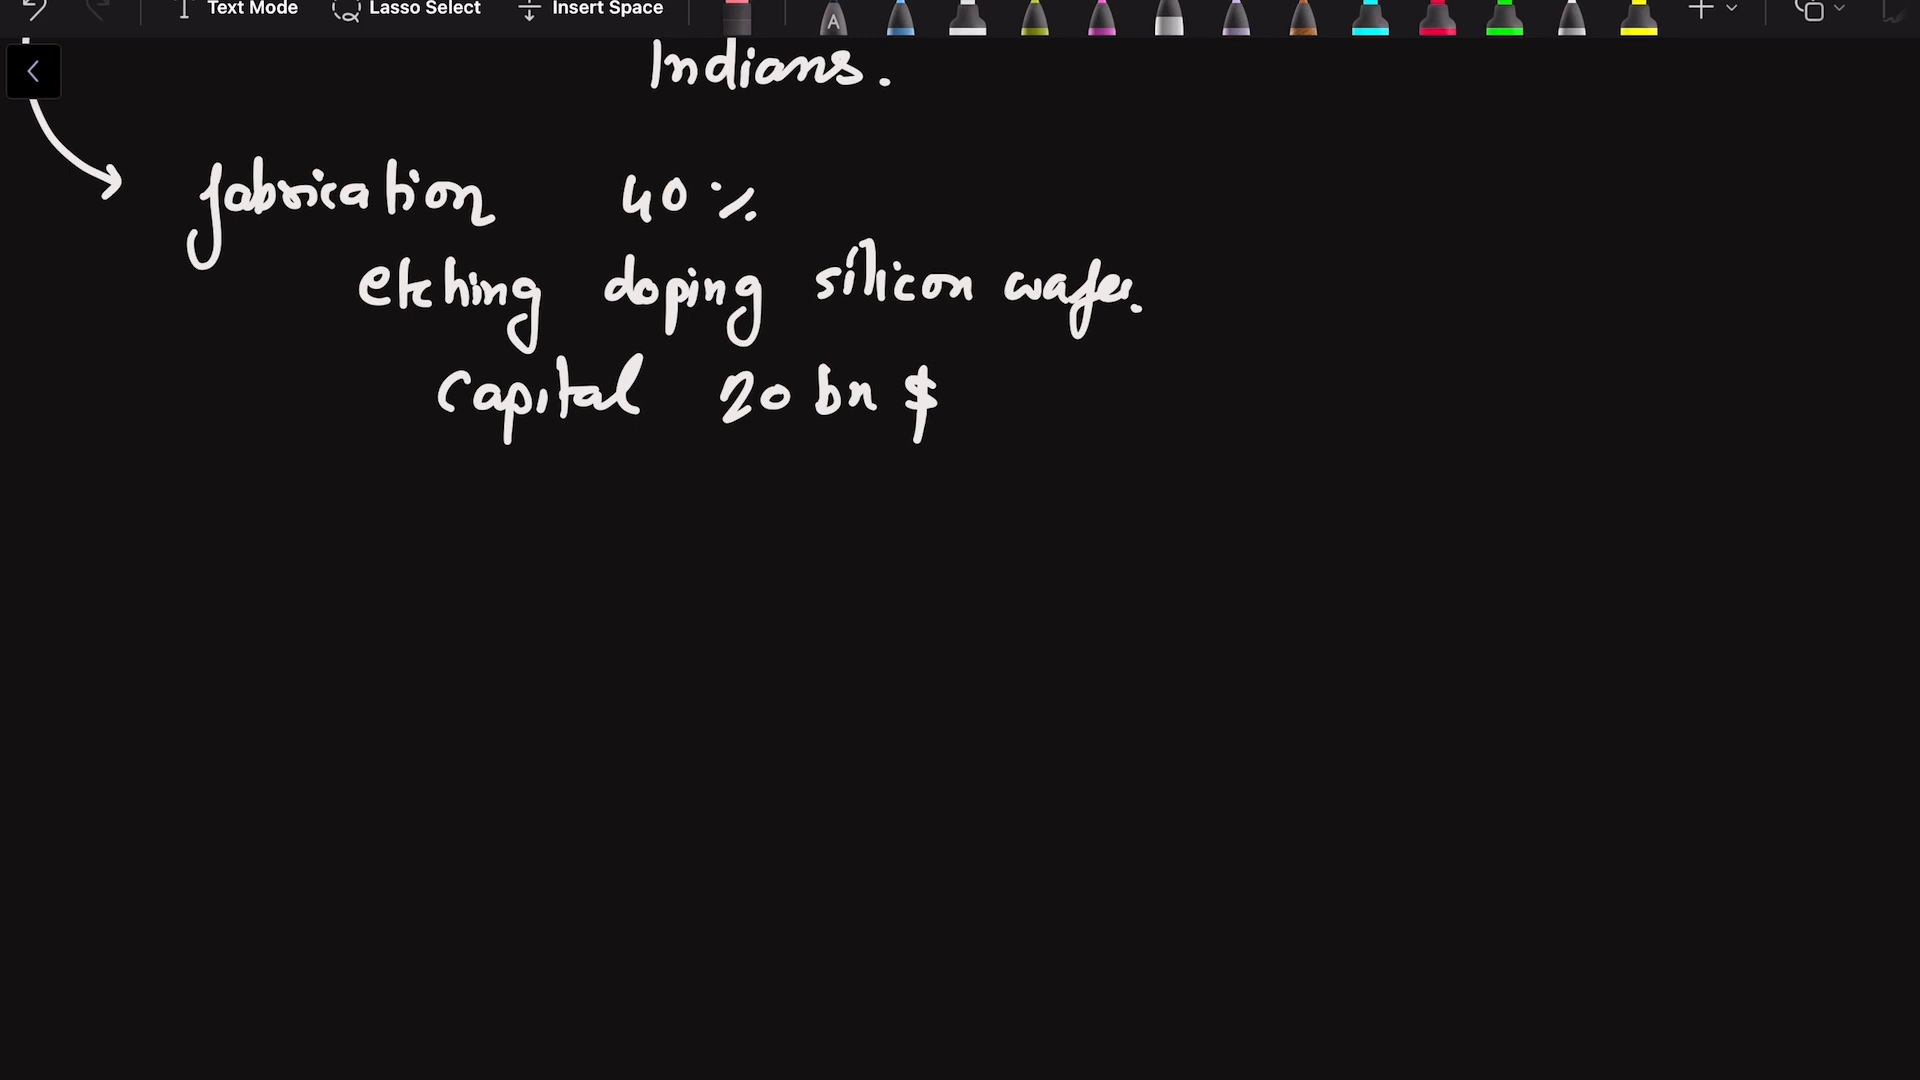 Text Mode Lasso Select Insert Space
A
Indians.
fabrication 40%
etching doping silicon wafer.
capital 20 bn $